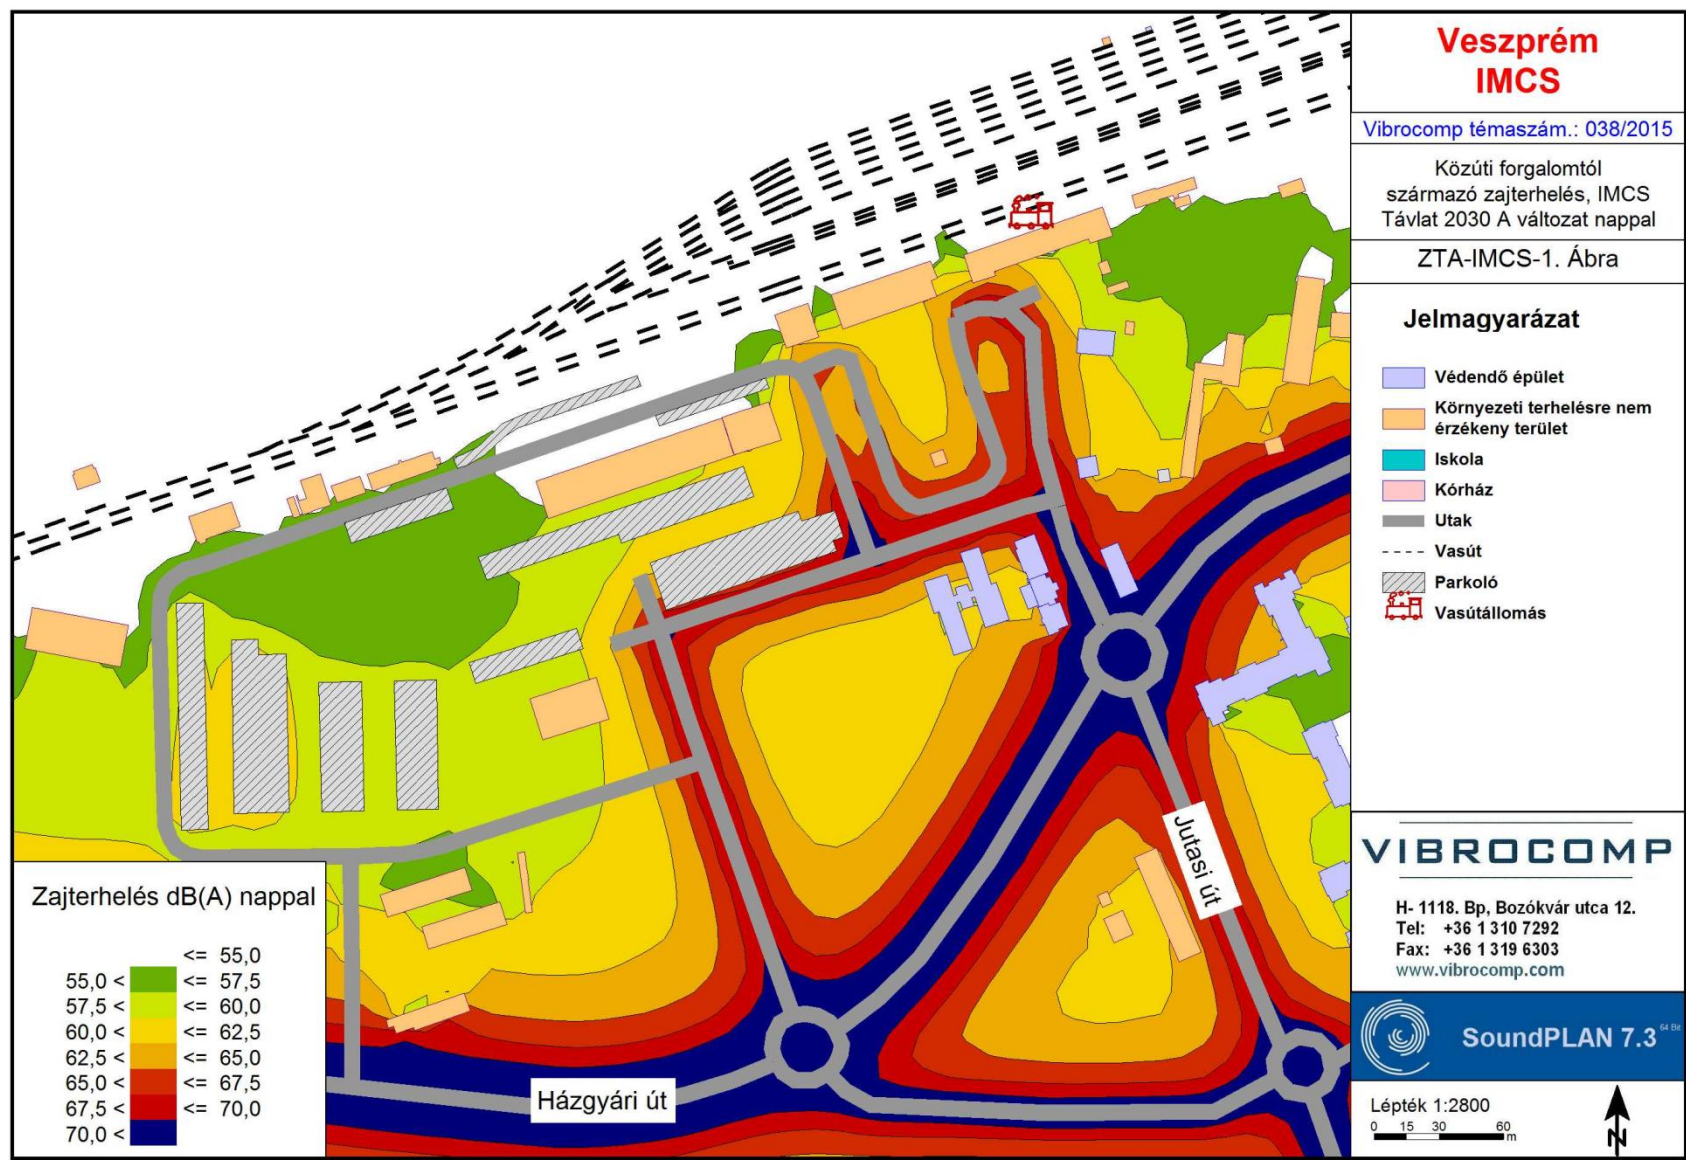 Veszprém
IMCS
Vibrocomp témaszám.: 038/2015
Közúti forgalomtól
származó zajterhelés, IMCS
Távlat 2030 A változat nappal
ZTA-IMCS-1. Ábra
Jelmagyarázat
Védendő épület
Környezeti terhelésre nem
érzékeny terület
Iskola
Kórház
Utak
Vasút
Parkoló
Vasútállomás
Jutasi út
Házgyári út
Zajterhelés dB(A) nappal
<= 55,0
55,0 < <= 57,5
57,5 < <= 60,0
60,0 < <= 62,5
62,5 < <= 65,0
65,0 < <= 67,5
67,5 < <= 70,0
70,0 <
VIBROCOMP
H- 1118. Bp, Bozókvár utca 12.
Tel: +36 1 310 7292
Fax: +36 1 319 6303
www.vibrocomp.com
SoundPLAN 7.3 64 Bit
Lépték 1:2800
0 15 30 60
m
N